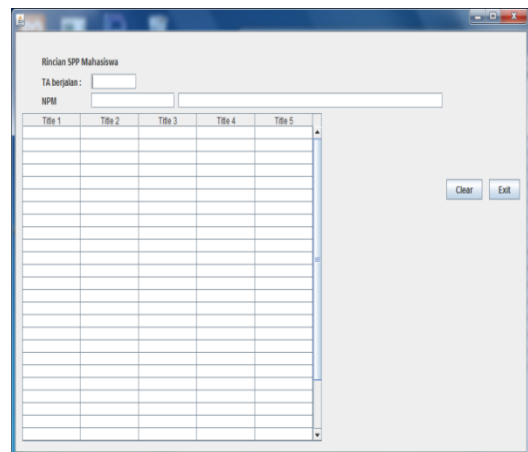 Rincian SPP Mahasiswa
TA berjalan :
NPM
Title 1 Title 2 Title 3 Title 4 Title 5
Clear Exit